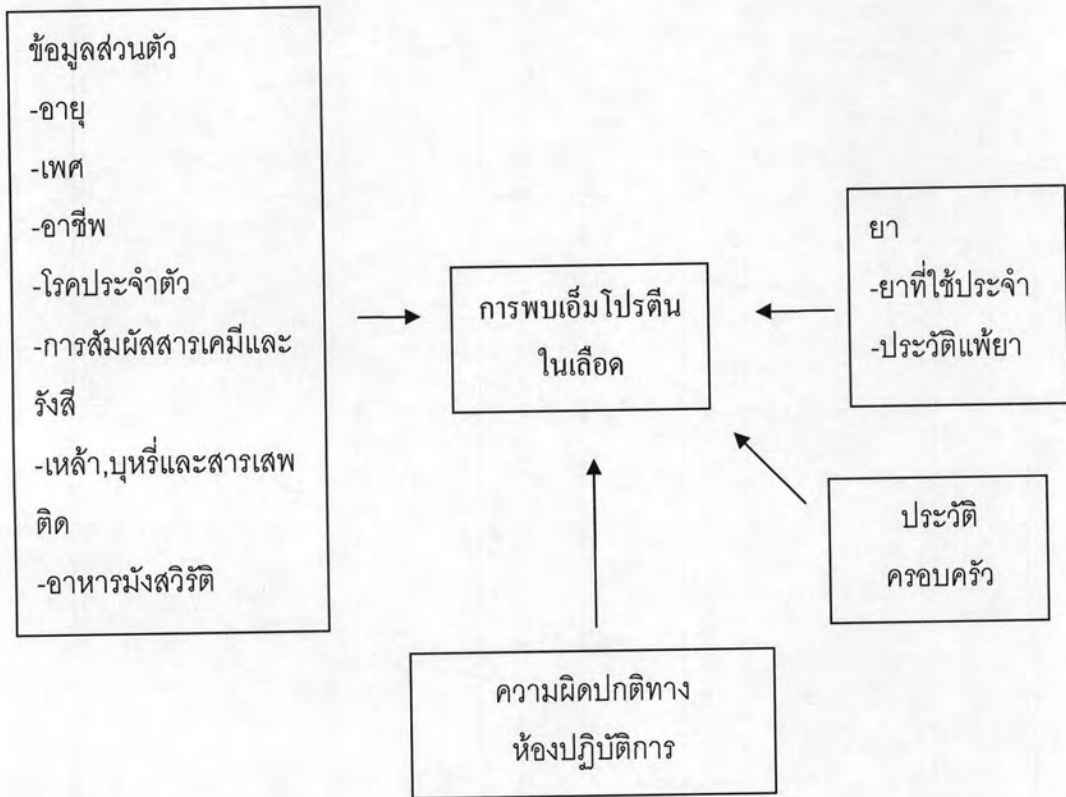 ข้อมูลส่วนตัว
-อายุ
-เพศ
-อาชีพ
-โรคประจำตัว
-การสัมผัสสารเคมีและ
รังสี
-เหล้า,บุหรี่และสารเสพ
ติด
-อาหารมังสวิรัติ
การพบเอ็มโปรตีน
ในเลือด
ยา
-ยาที่ใช้ประจำ
-ประวัติแพ้ยา
ประวัติ
ครอบครัว
ความผิดปกติทาง
ห้องปฏิบัติการ